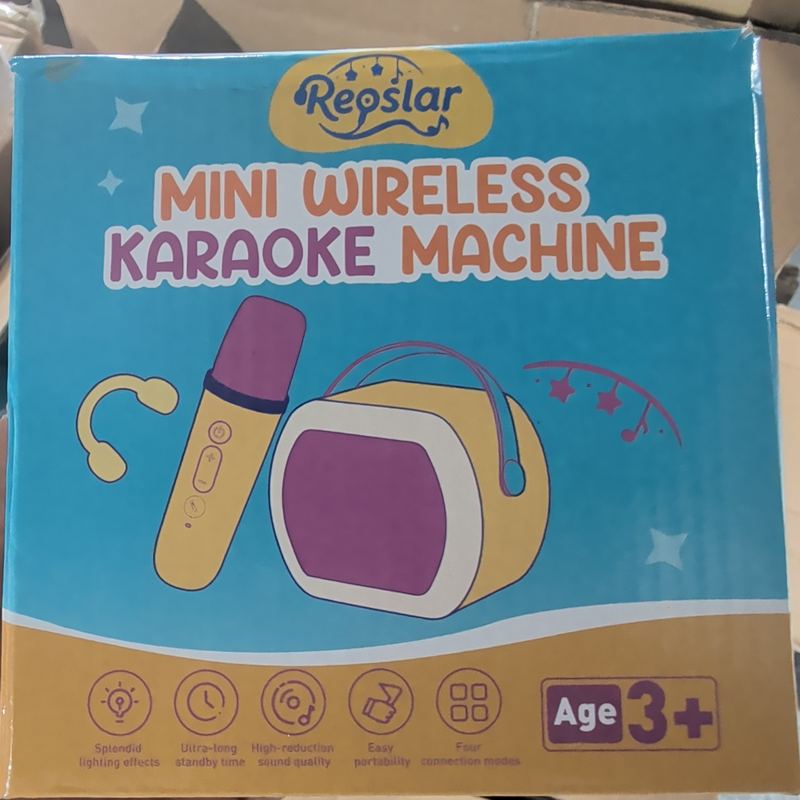 Reoslar
MINI WIRELESS
KARAOKE MACHINE
Splendid
lighting effects
Ultra-long
standby time
High-reduction
sound quality
Easy
portability
Four
connection modes
Age 3+